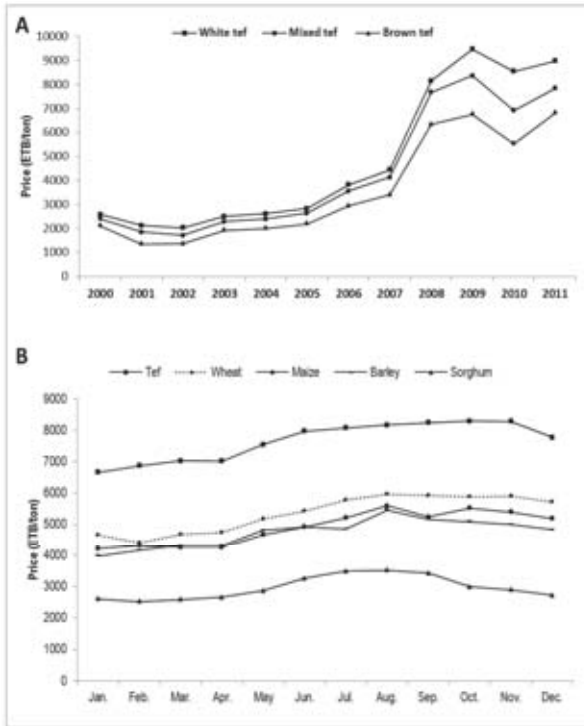 A
White tef Mixed tef Brown tef
Price (ETB/ton)
10000
9000
8000
7000
6000
5000
4000
3000
2000
1000
0
2000 2001 2002 2003 2004 2005 2006 2007 2008 2009 2010 2011
B
Tef Wheat Maize Barley Sorghum
Price (ETB/ton)
9000
8000
7000
6000
5000
4000
3000
2000
1000
0
Jan. Feb. Mar. Apr. May Jun. Jul. Aug. Sep. Oct. Nov. Dec.